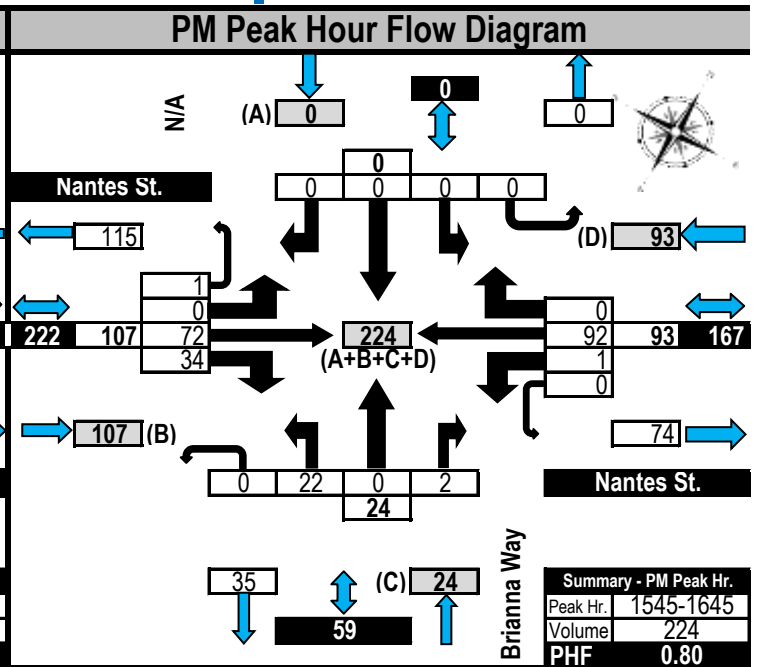 PM Peak Hour Flow Diagram
N/A
(A) 0
0
0
0
0 0 0 0
Nantes St.
115
(D) 93
1
0
222 107 72
34
224
(A+B+C+D)
0
92 93 167
1
0
107 (B)
74
0 22 0 2
24
Nantes St.
35
(C) 24
59
Brianna Way
Summary - PM Peak Hr.
Peak Hr. 1545-1645
Volume 224
PHF 0.80